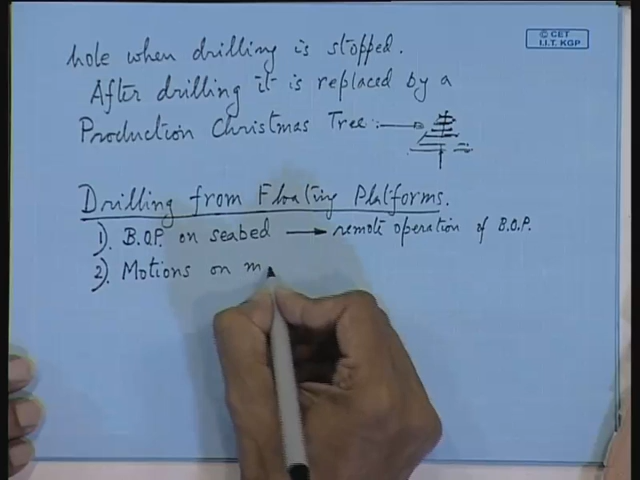 © CET
I.I.T. KGP
hole when drilling is stopped.
After drilling it is replaced by a
Production Christmas Tree :
Drilling from Floating Platforms.
1). B.O.P. on seabed → remote operation of B.O.P.
2). Motions on m